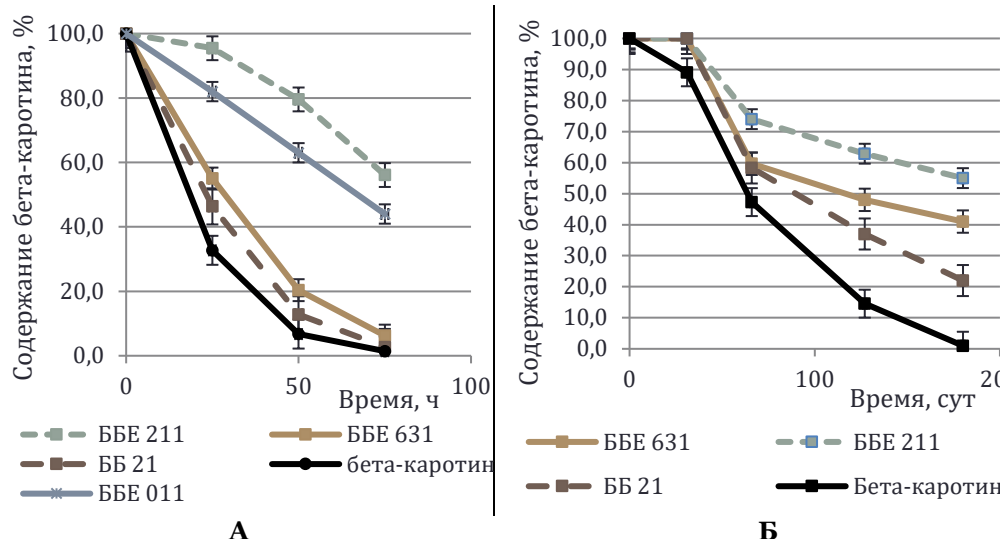 Содержание бета-каротина, %
100,0
80,0
60,0
40,0
20,0
0,0
0
50
100
Время, ч
ББЕ 211
ББЕ 631
ББ 21
бета-каротин
ББЕ 011
А
Содержание бета-каротина, %
100,0
90,0
80,0
70,0
60,0
50,0
40,0
30,0
20,0
10,0
0,0
0
100
20
Время, сут
ББЕ 631
ББЕ 211
ББ 21
Бета-каротин
Б